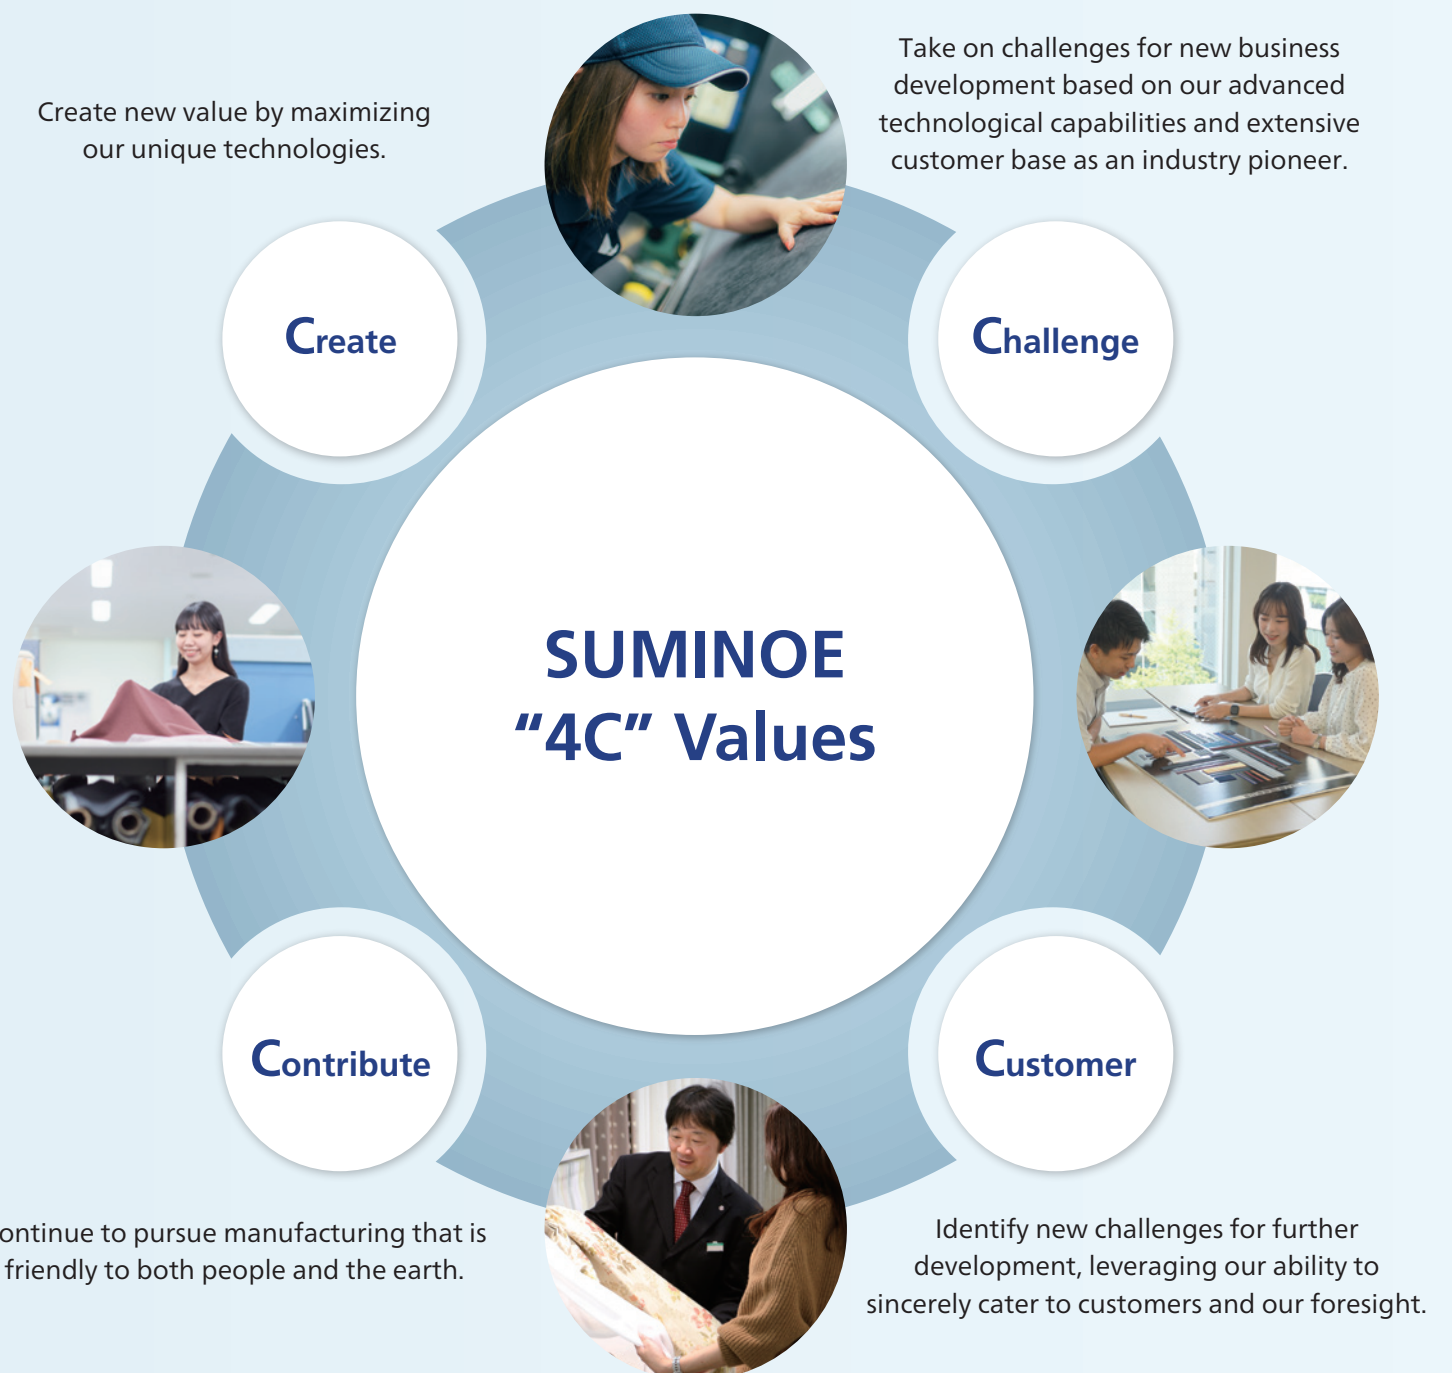 Create new value by maximizing
our unique technologies.
Take on challenges for new business
development based on our advanced
technological capabilities and extensive
customer base as an industry pioneer.
Create
Challenge
SUMINOE
“4C” Values
Contribute
Customer
ontinue to pursue manufacturing that is
friendly to both people and the earth.
Identify new challenges for further
development, leveraging our ability to
sincerely cater to customers and our foresight.